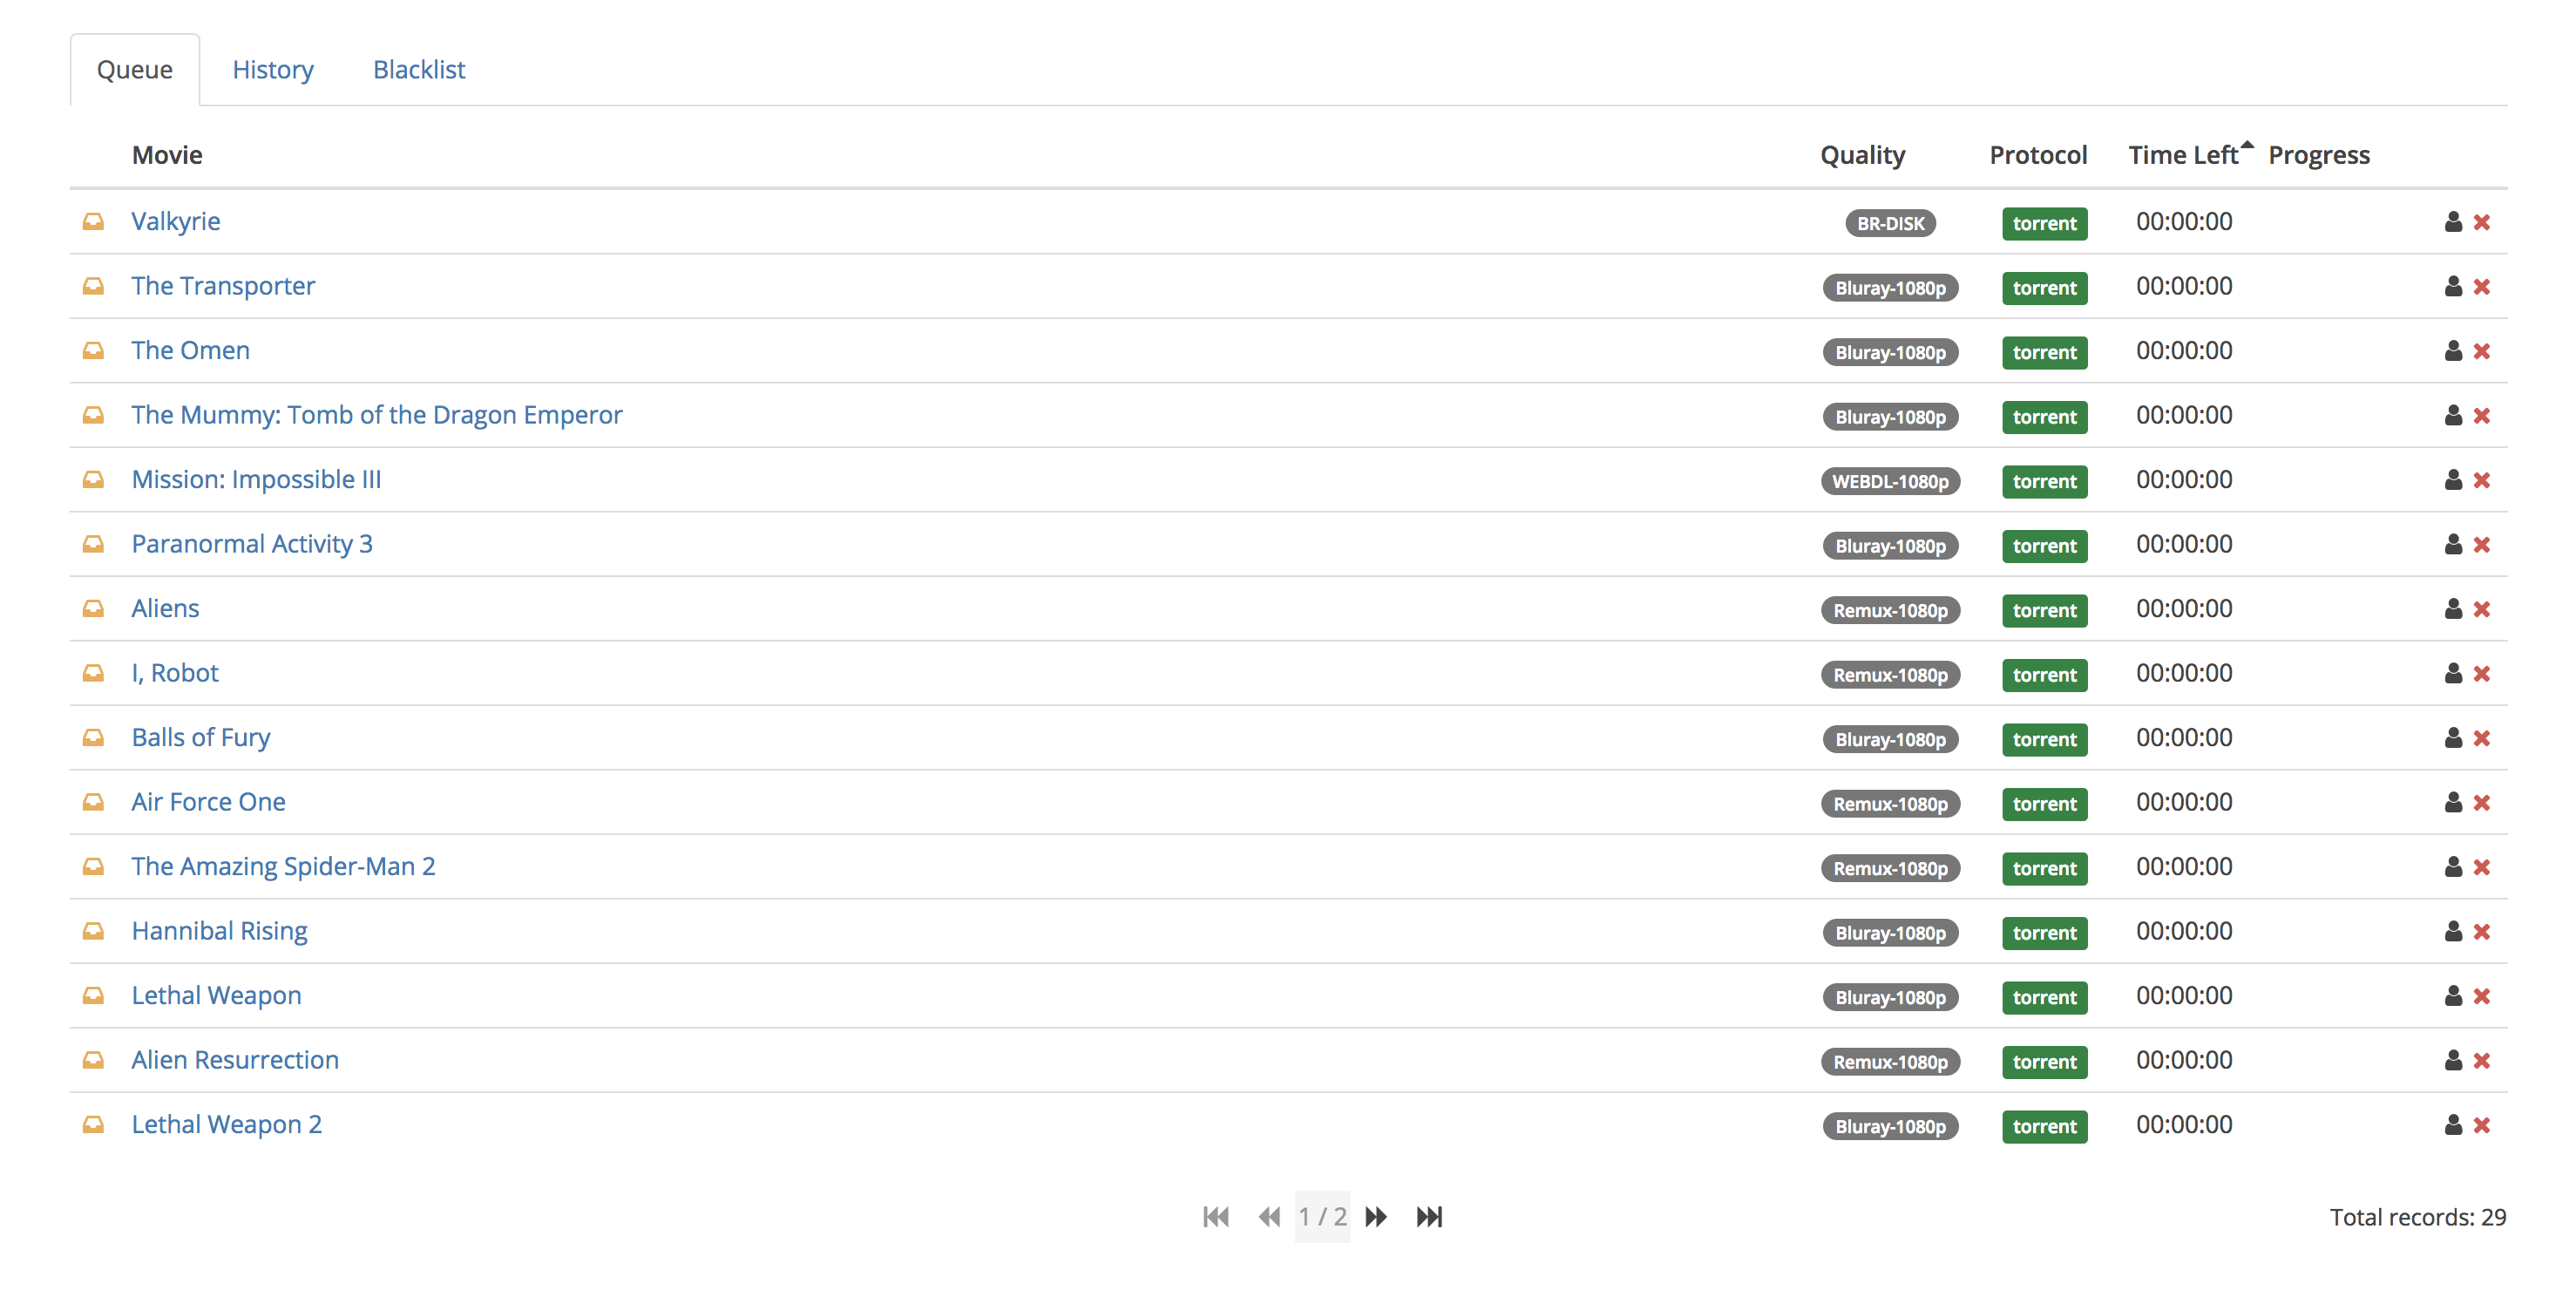 Queue History Blacklist
Movie Quality Protocol Time Left Progress
Valkyrie BR-DISK torrent 00:00:00
The Transporter Bluray-1080p torrent 00:00:00
The Omen Bluray-1080p torrent 00:00:00
The Mummy: Tomb of the Dragon Emperor Bluray-1080p torrent 00:00:00
Mission: Impossible III WEBDL-1080p torrent 00:00:00
Paranormal Activity 3 Bluray-1080p torrent 00:00:00
Aliens Remux-1080p torrent 00:00:00
I, Robot Remux-1080p torrent 00:00:00
Balls of Fury Bluray-1080p torrent 00:00:00
Air Force One Remux-1080p torrent 00:00:00
The Amazing Spider-Man 2 Remux-1080p torrent 00:00:00
Hannibal Rising Bluray-1080p torrent 00:00:00
Lethal Weapon Bluray-1080p torrent 00:00:00
Alien Resurrection Remux-1080p torrent 00:00:00
Lethal Weapon 2 Bluray-1080p torrent 00:00:00
1 / 2 Total records: 29